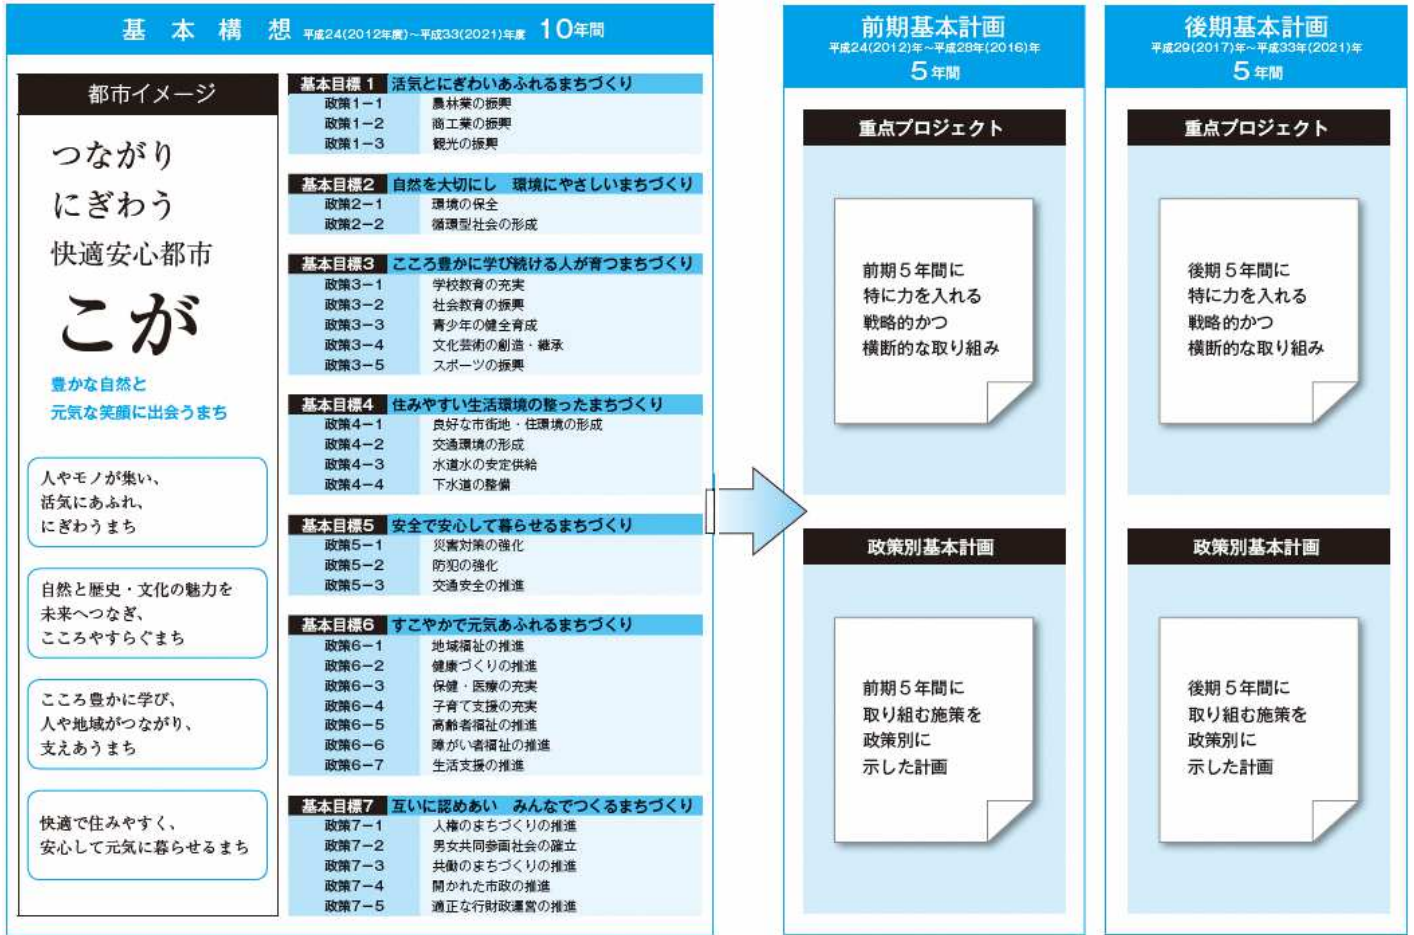 基本構想 平成24(2012年度)~平成33(2021)年度 10年間
都市イメージ
つながり
にぎわう
快適安心都市
こが
豊かな自然と
元気な笑顔に出会うまち
人やモノが集い、
活気にあふれ、
にぎわうまち
自然と歴史・文化の魅力を
未来へつなぎ、
こころやすらぐまち
こころ豊かに学び、
人や地域がつながり、
支えあうまち
快適で住みやすく、
安心して元気に暮らせるまち
基本目標1 活気とにぎわいあふれるまちづくり
政策1-1 農林業の振興
政策1-2 商工業の振興
政策1-3 観光の振興
基本目標2 自然を大切にし 環境にやさしいまちづくり
政策2-1 環境の保全
政策2-2 循環型社会の形成
基本目標3 こころ豊かに学び続ける人が育つまちづくり
政策3-1 学校教育の充実
政策3-2 社会教育の振興
政策3-3 青少年の健全育成
政策3-4 文化芸術の創造・継承
政策3-5 スポーツの振興
基本目標4 住みやすい生活環境の整ったまちづくり
政策4-1 良好な市街地・住環境の形成
政策4-2 交通環境の形成
政策4-3 水道水の安定供給
政策4-4 下水道の整備
基本目標5 安全で安心して暮らせるまちづくり
政策5-1 災害対策の強化
政策5-2 防犯の強化
政策5-3 交通安全の推進
基本目標6 すこやかで元気あふれるまちづくり
政策6-1 地域福祉の推進
政策6-2 健康づくりの推進
政策6-3 保健・医療の充実
政策6-4 子育て支援の充実
政策6-5 高齢者福祉の推進
政策6-6 障がい者福祉の推進
政策6-7 生活支援の推進
基本目標7 互いに認めあい みんなでつくるまちづくり
政策7-1 人権のまちづくりの推進
政策7-2 男女共同参画社会の確立
政策7-3 共働のまちづくりの推進
政策7-4 開かれた市政の推進
政策7-5 適正な行財政運営の推進
前期基本計画
平成24(2012)年~平成28年(2016)年
5年間
重点プロジェクト
前期5年間に
特に力を入れる
戦略的かつ
横断的な取り組み
政策別基本計画
前期5年間に
取り組む施策を
政策別に
示した計画
後期基本計画
平成29(2017)年~平成33年(2021)年
5年間
重点プロジェクト
後期5年間に
特に力を入れる
戦略的かつ
横断的な取り組み
政策別基本計画
後期5年間に
取り組む施策を
政策別に
示した計画